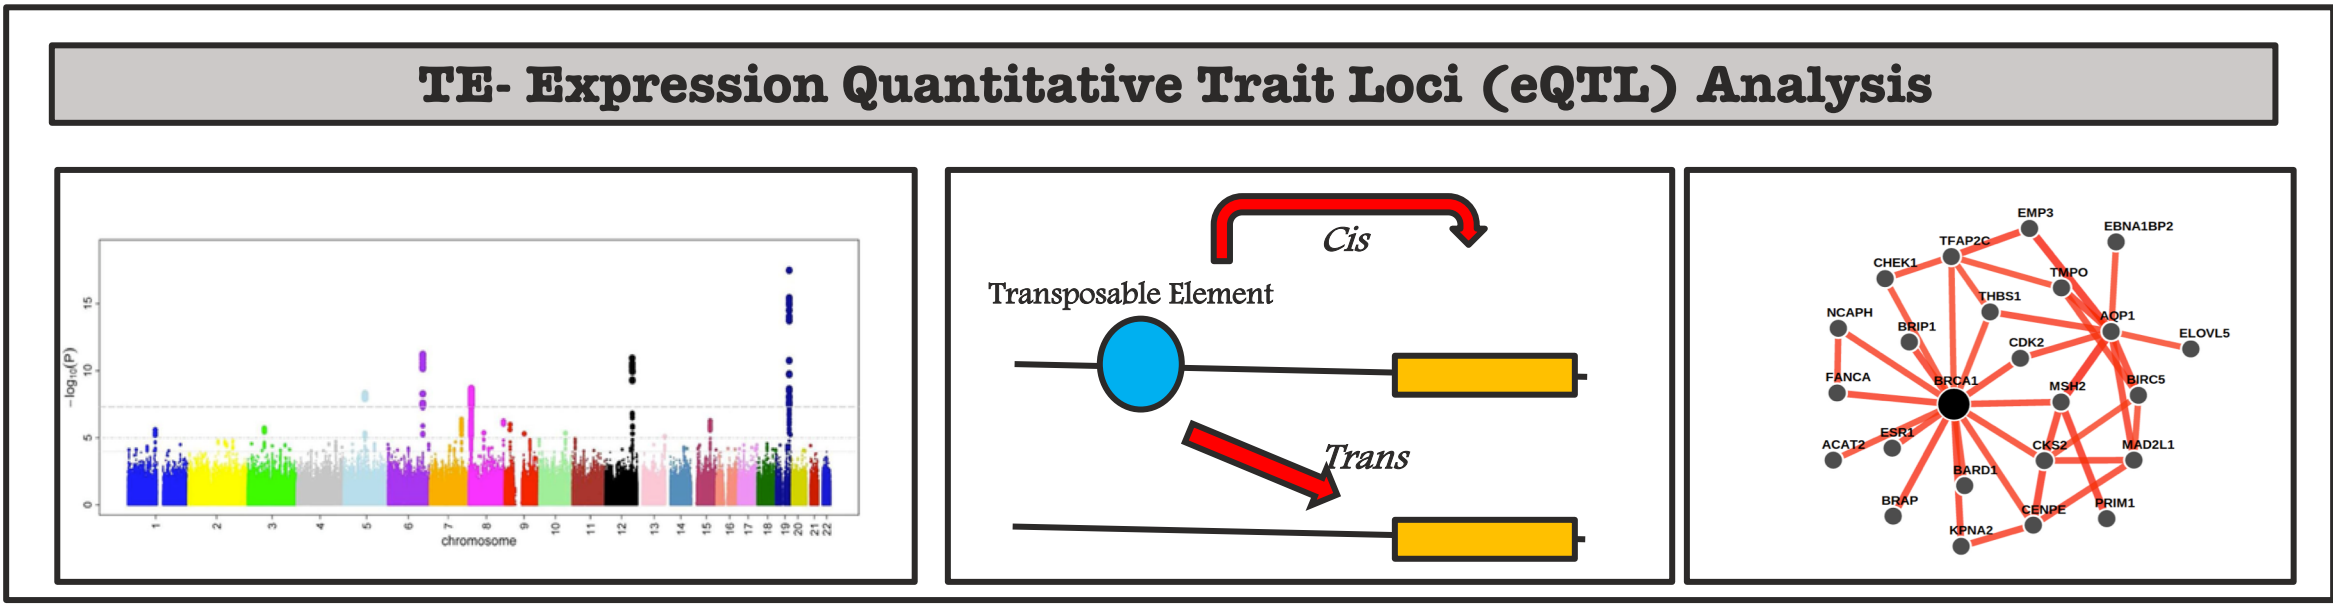 TE- Expression Quantitative Trait Loci (eQTL) Analysis
-log10(P)
15
10
5
0
1 2 3 4 5 6 7 8 9 10 11 12 13 14 15 16 17 18 19 20 21 22
chromosome
Cis
Transposable Element
Trans
EMP3
EBNA1BP2
TFAP2C
CHEK1
TMPO
THBS1
NCAPH
BRIP1
AQP1
ELOVL5
CDK2
FANCA
BRCA1
MSH2
BIRC5
ESR1
ACAT2
CKS2
MAD2L1
BARD1
BRAP
CENPE
PRIM1
KPNA2